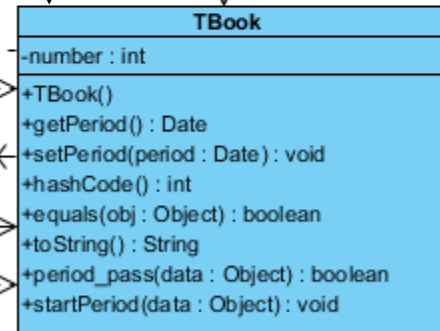 TBook
-number : int
+TBook()
+getPeriod() : Date
+setPeriod(period : Date) : void
+hashCode() : int
+equals(obj : Object) : boolean
+toString() : String
+period_pass(data : Object) : boolean
+startPeriod(data : Object) : void